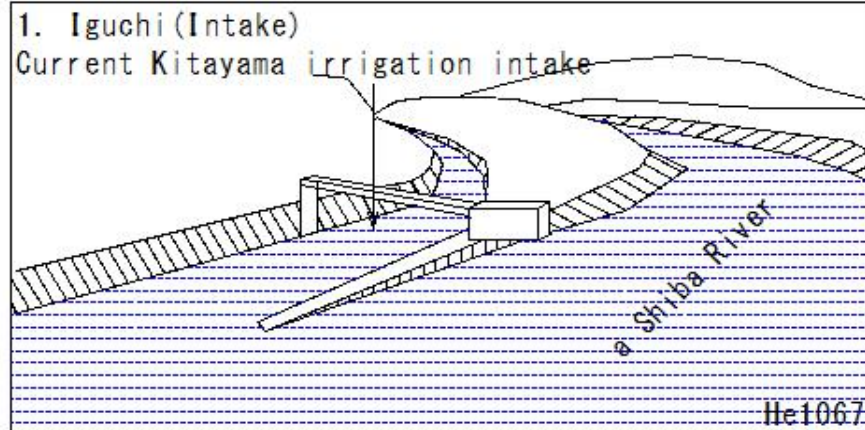 1. Iguchi(Intake)
Current Kitayama irrigation intake
a Shiba River
He1067